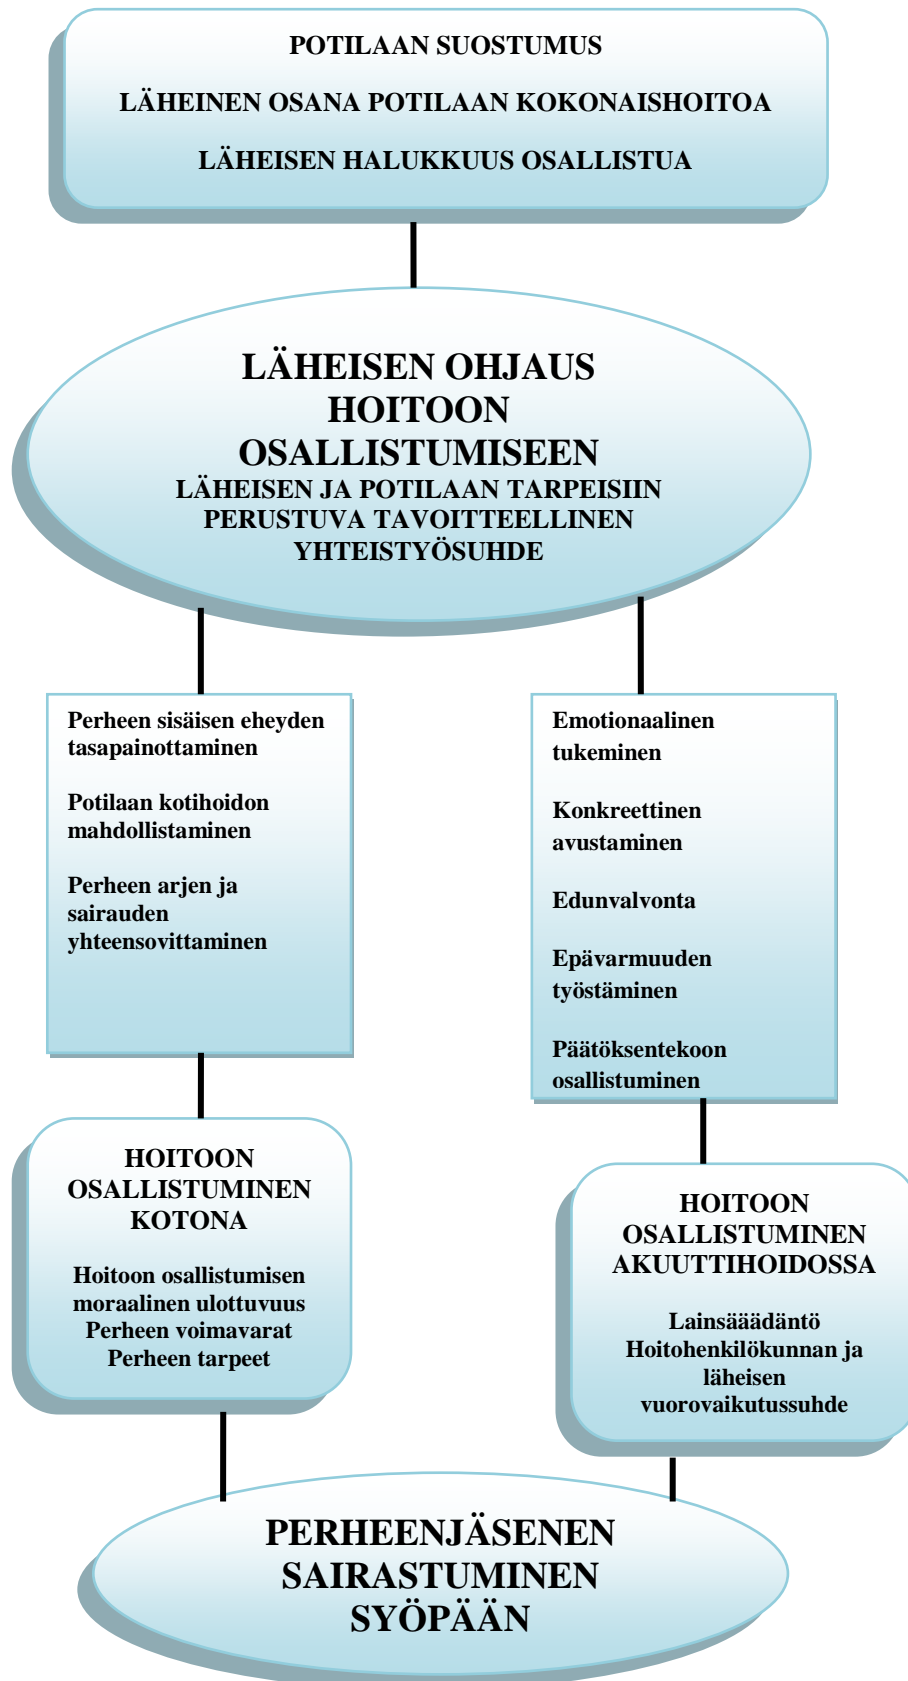 POTILAAN SUOSTUMUS
LÄHEINEN OSANA POTILAAN KOKONAISHOITOA
LÄHEISEN HALUKKUUS OSALLISTUA
LÄHEISEN OHJAUS
HOITOON
OSALLISTUMISEEN
LÄHEISEN JA POTILAAN TARPEISIIN
PERUSTUVA TAVOITTEELLINEN
YHTEISTYÖSUHDE
Perheen sisäisen eheyden
tasapainottaminen
Potilaan kotihoidon
mahdollistaminen
Perheen arjen ja
sairauden
yhteensovittaminen
Emotionaalinen
tukeminen
Konkreettinen
avustaminen
Edunvalvonta
Epävarmuuden
työstäminen
Päätöksentekoon
osallistuminen
HOITOON
OSALLISTUMINEN
KOTONA
Hoitoon osallistumisen
moraalinen ulottuvuus
Perheen voimavarat
Perheen tarpeet
HOITOON
OSALLISTUMINEN
AKUUTTIHOIDOSSA
Lainsääädäntö
Hoitohenkilökunnan ja
läheisen
vuorovaikutussuhde
PERHEENJÄSENEN
SAIRASTUMINEN
SYÖPÄÄN